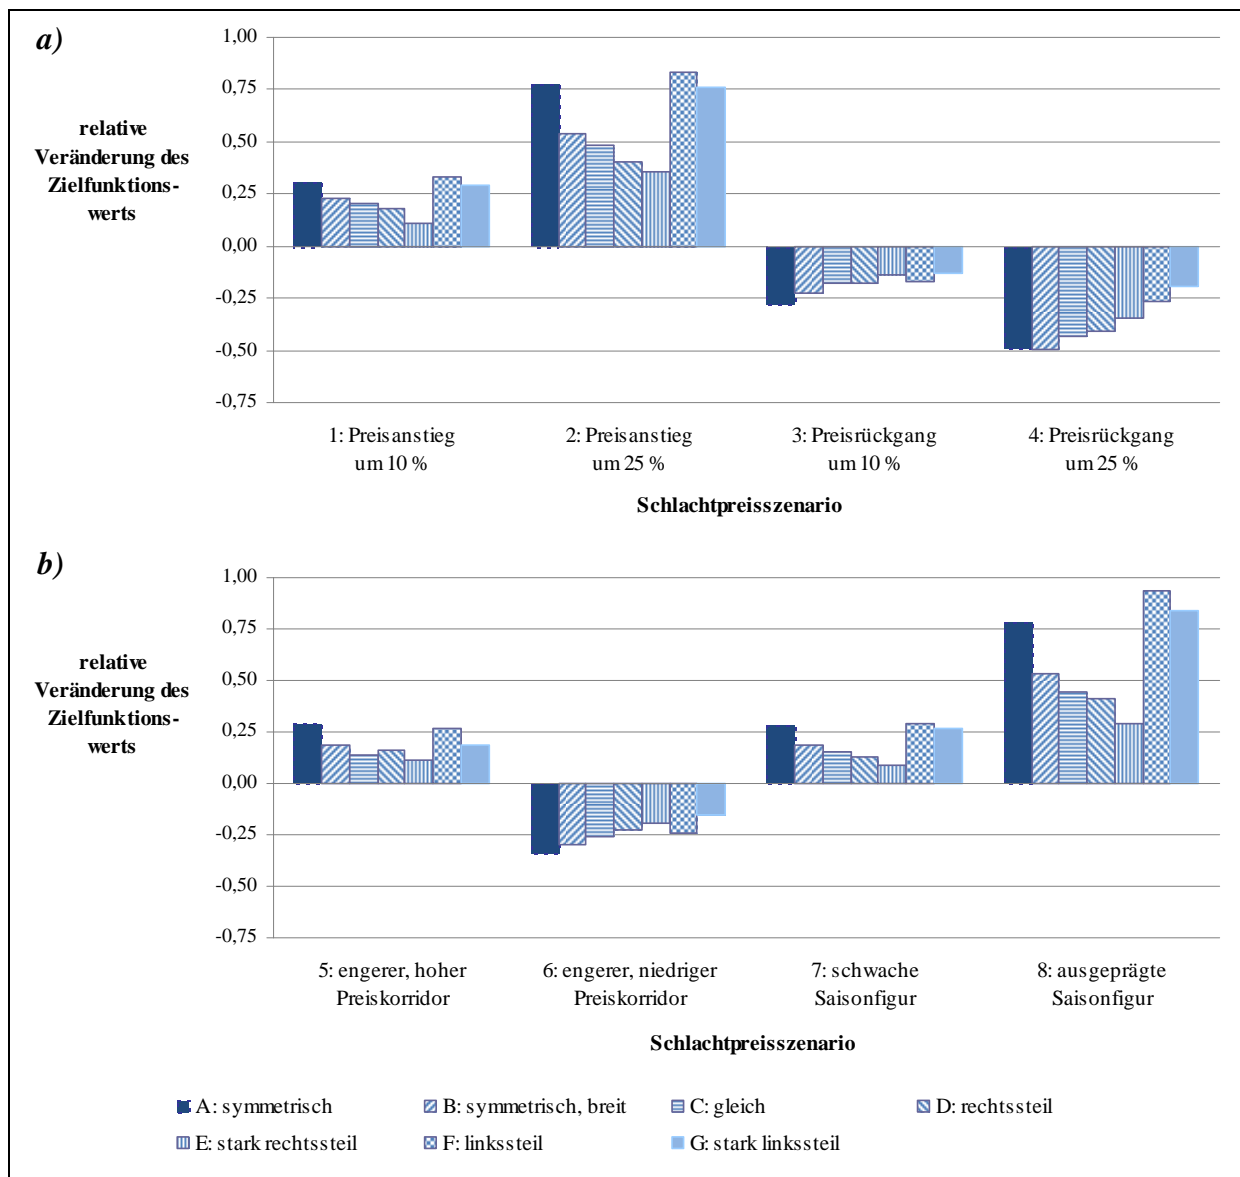 a)
1,00
0,75
0,50
0,25
0,00
-0,25
-0,50
-0,75
relative
Veränderung des
Zielfunktions-
werts
1: Preisanstieg
um 10 %
2: Preisanstieg
um 25 %
3: Preisrückgang
um 10 %
4: Preisrückgang
um 25 %
Schlachtpreisszenario
b)
1,00
0,75
0,50
0,25
0,00
-0,25
-0,50
-0,75
relative
Veränderung des
Zielfunktions-
werts
5: engerer, hoher
Preiskorridor
6: engerer, niedriger
Preiskorridor
7: schwache
Saisonfigur
8: ausgeprägte
Saisonfigur
Schlachtpreisszenario
A: symmetrisch
B: symmetrisch, breit
C: gleich
D: rechtssteil
E: stark rechtssteil
F: linkssteil
G: stark linkssteil